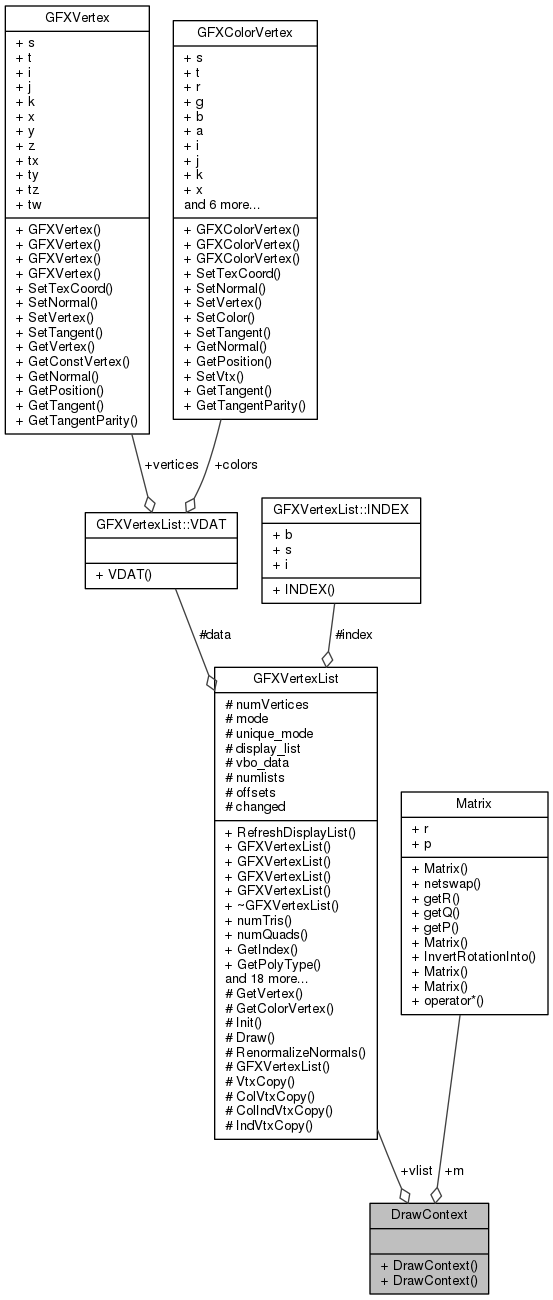 GFXVertex
+ s
+ t
+ i
+ j
+ k
+ x
+ y
+ z
+ tx
+ ty
+ tz
+ tw
+ GFXVertex()
+ GFXVertex()
+ GFXVertex()
+ GFXVertex()
+ SetTexCoord()
+ SetNormal()
+ SetVertex()
+ SetTangent()
+ GetVertex()
+ GetConstVertex()
+ GetNormal()
+ GetPosition()
+ GetTangent()
+ GetTangentParity()
GFXColorVertex
+ s
+ t
+ r
+ g
+ b
+ a
+ i
+ j
+ k
+ x
and 6 more...
+ GFXColorVertex()
+ GFXColorVertex()
+ GFXColorVertex()
+ SetTexCoord()
+ SetNormal()
+ SetVertex()
+ SetColor()
+ SetTangent()
+ GetNormal()
+ GetPosition()
+ SetVtx()
+ GetTangent()
+ GetTangentParity()
+vertices
+colors
GFXVertexList::VDAT
+ VDAT()
GFXVertexList::INDEX
+ b
+ s
+ i
+ INDEX()
#data
#index
GFXVertexList
# numVertices
# mode
# unique_mode
# display_list
# vbo_data
# numlists
# offsets
# changed
+ RefreshDisplayList()
+ GFXVertexList()
+ GFXVertexList()
+ GFXVertexList()
+ GFXVertexList()
+ ~GFXVertexList()
+ numTris()
+ numQuads()
+ GetIndex()
+ GetPolyType()
and 18 more...
# GetVertex()
# GetColorVertex()
# Init()
# Draw()
# RenormalizeNormals()
# GFXVertexList()
# VtxCopy()
# ColVtxCopy()
# ColIndVtxCopy()
# IndVtxCopy()
Matrix
+ r
+ p
+ Matrix()
+ netswap()
+ getR()
+ getQ()
+ getP()
+ Matrix()
+ InvertRotationInto()
+ Matrix()
+ Matrix()
+ operator*()
+vlist
+m
DrawContext
+ DrawContext()
+ DrawContext()